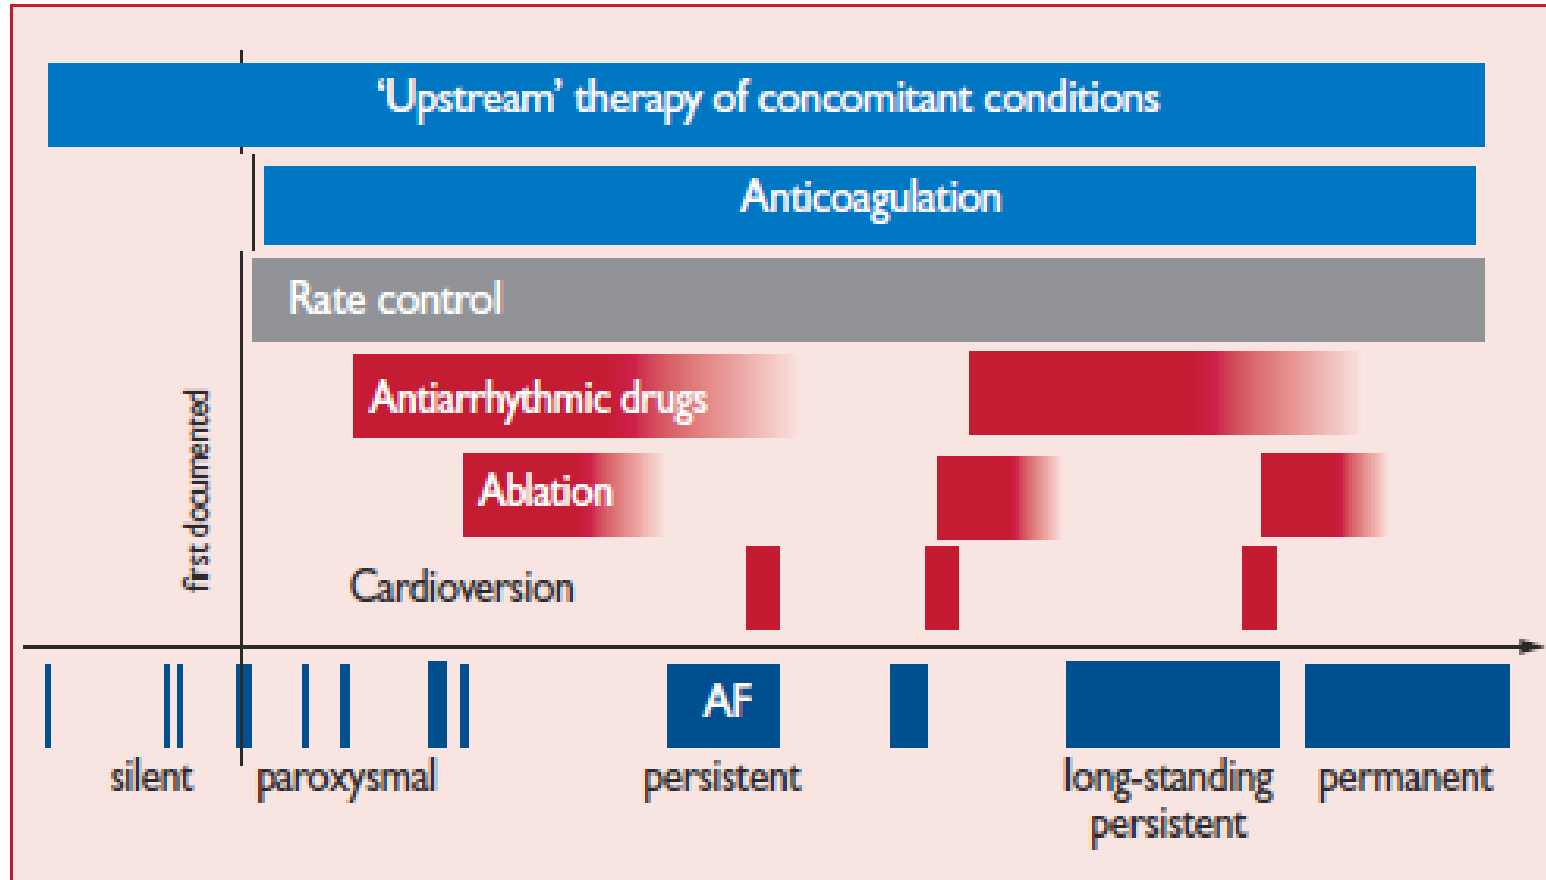 ‘Upstream’ therapy of concomitant conditions
Anticoagulation
Rate control
Antiarrhythmic drugs
Ablation
Cardioversion
first documented
AF
silent
paroxysmal
persistent
long-standing
persistent
permanent